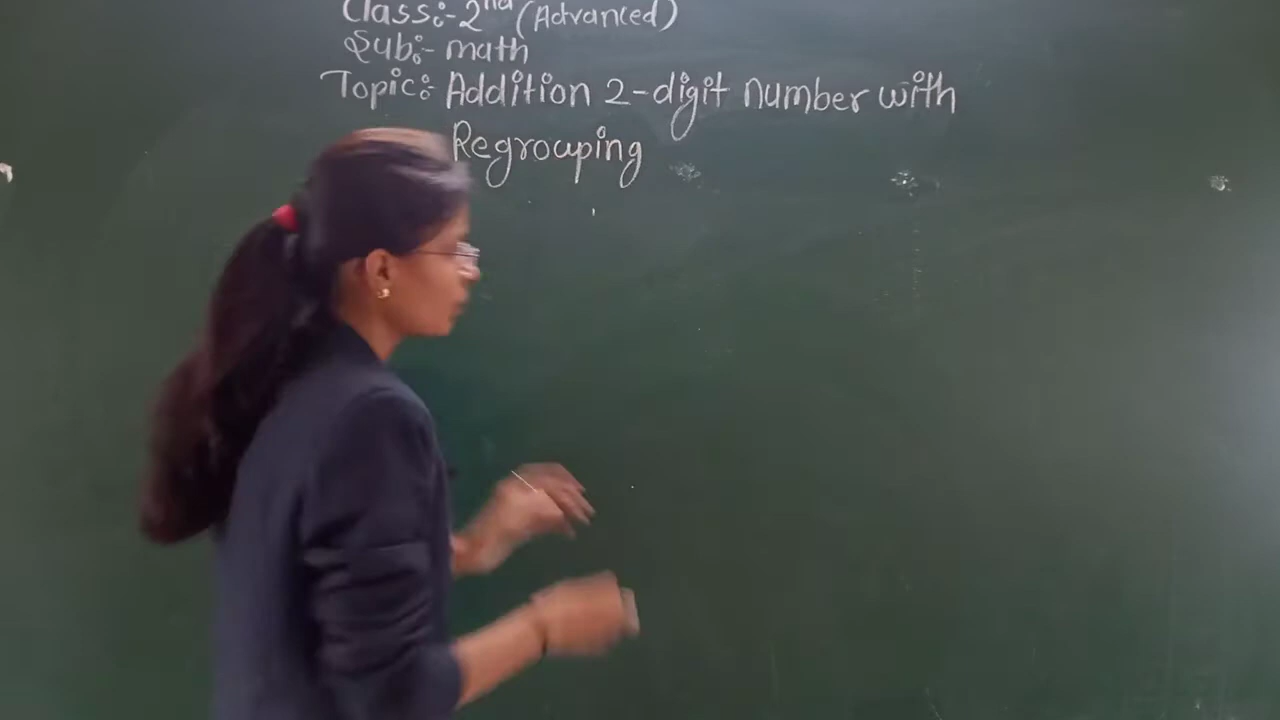 Class:- 2nd (Advanced)
Sub:- math
Topic: Addition 2-digit number with
Regrouping